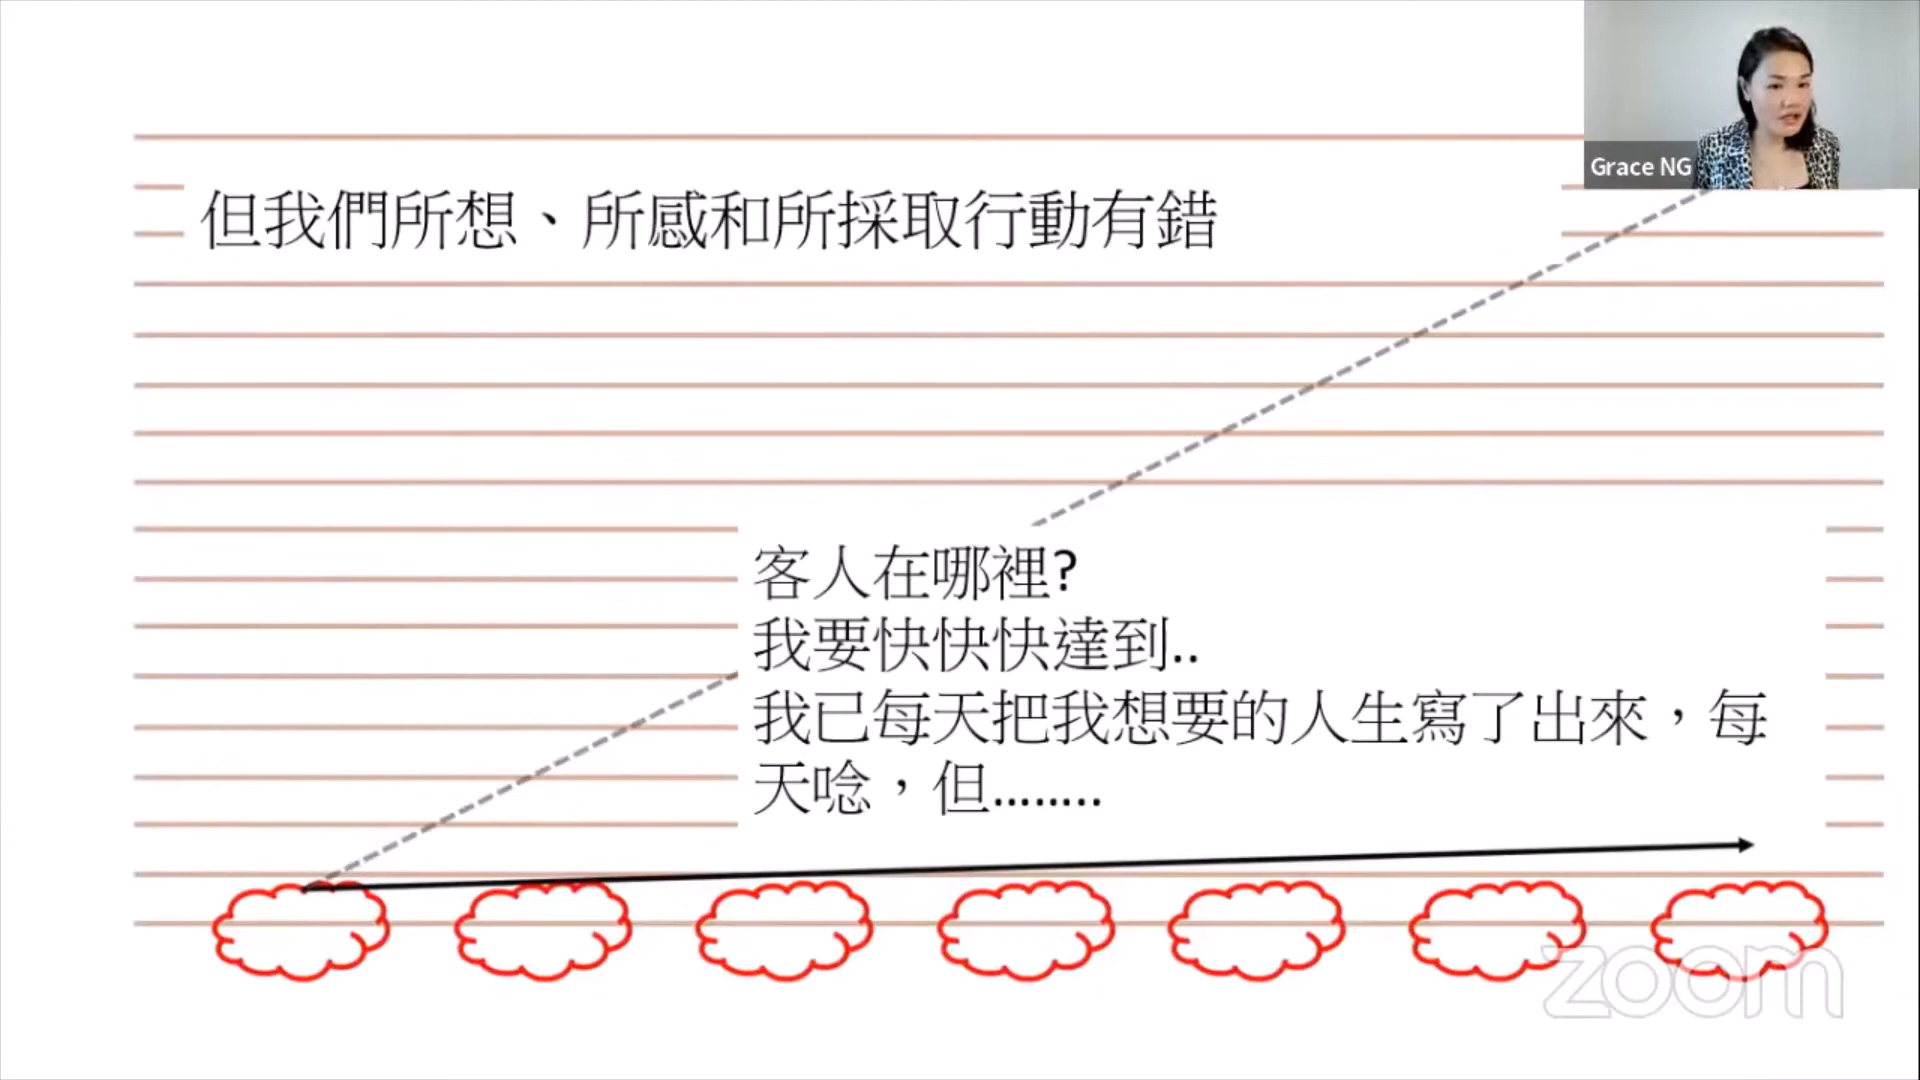 Grace NG
但我們所想、所感和所採取行動有錯
客人在哪裡?
我要快快快達到..
我已每天把我想要的人生寫了出來，每
天唸，但........
zoom